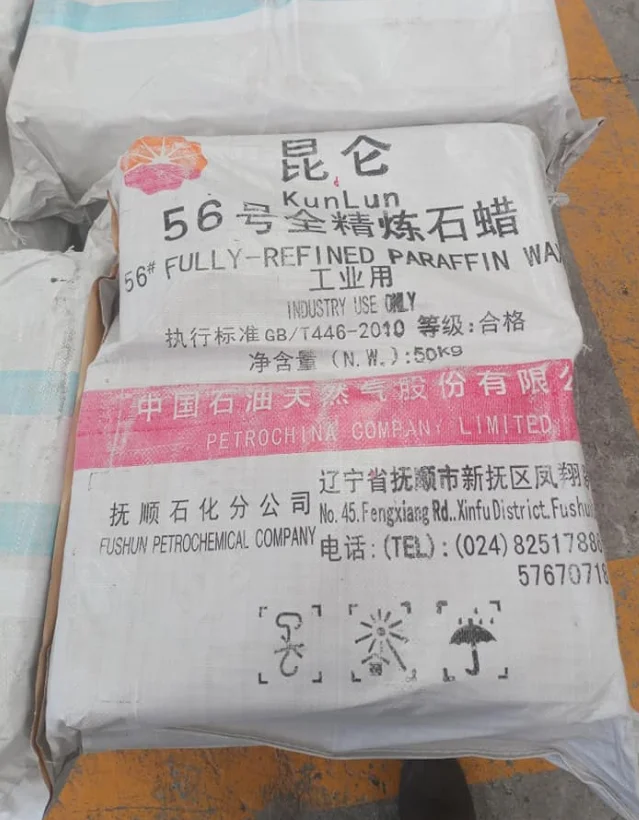 昆仑
KunLun
56号全精炼石蜡
56# FULLY-REFINED PARAFFIN WAX
工业用
INDUSTRY USE ONLY
执行标准GB/T446-2010 等级:合格
净含量(N.W.):50kg
中国石油天然气股份有限公
PETROCHINA COMPANY LIMITED
抚顺石化分公司
FUSHUN PETROCHEMICAL COMPANY
辽宁省抚顺市新抚区凤翔
No.45.Fengxiang Rd..Xinfu District.Fushun
电话:(TEL):(024)8251788
5767071